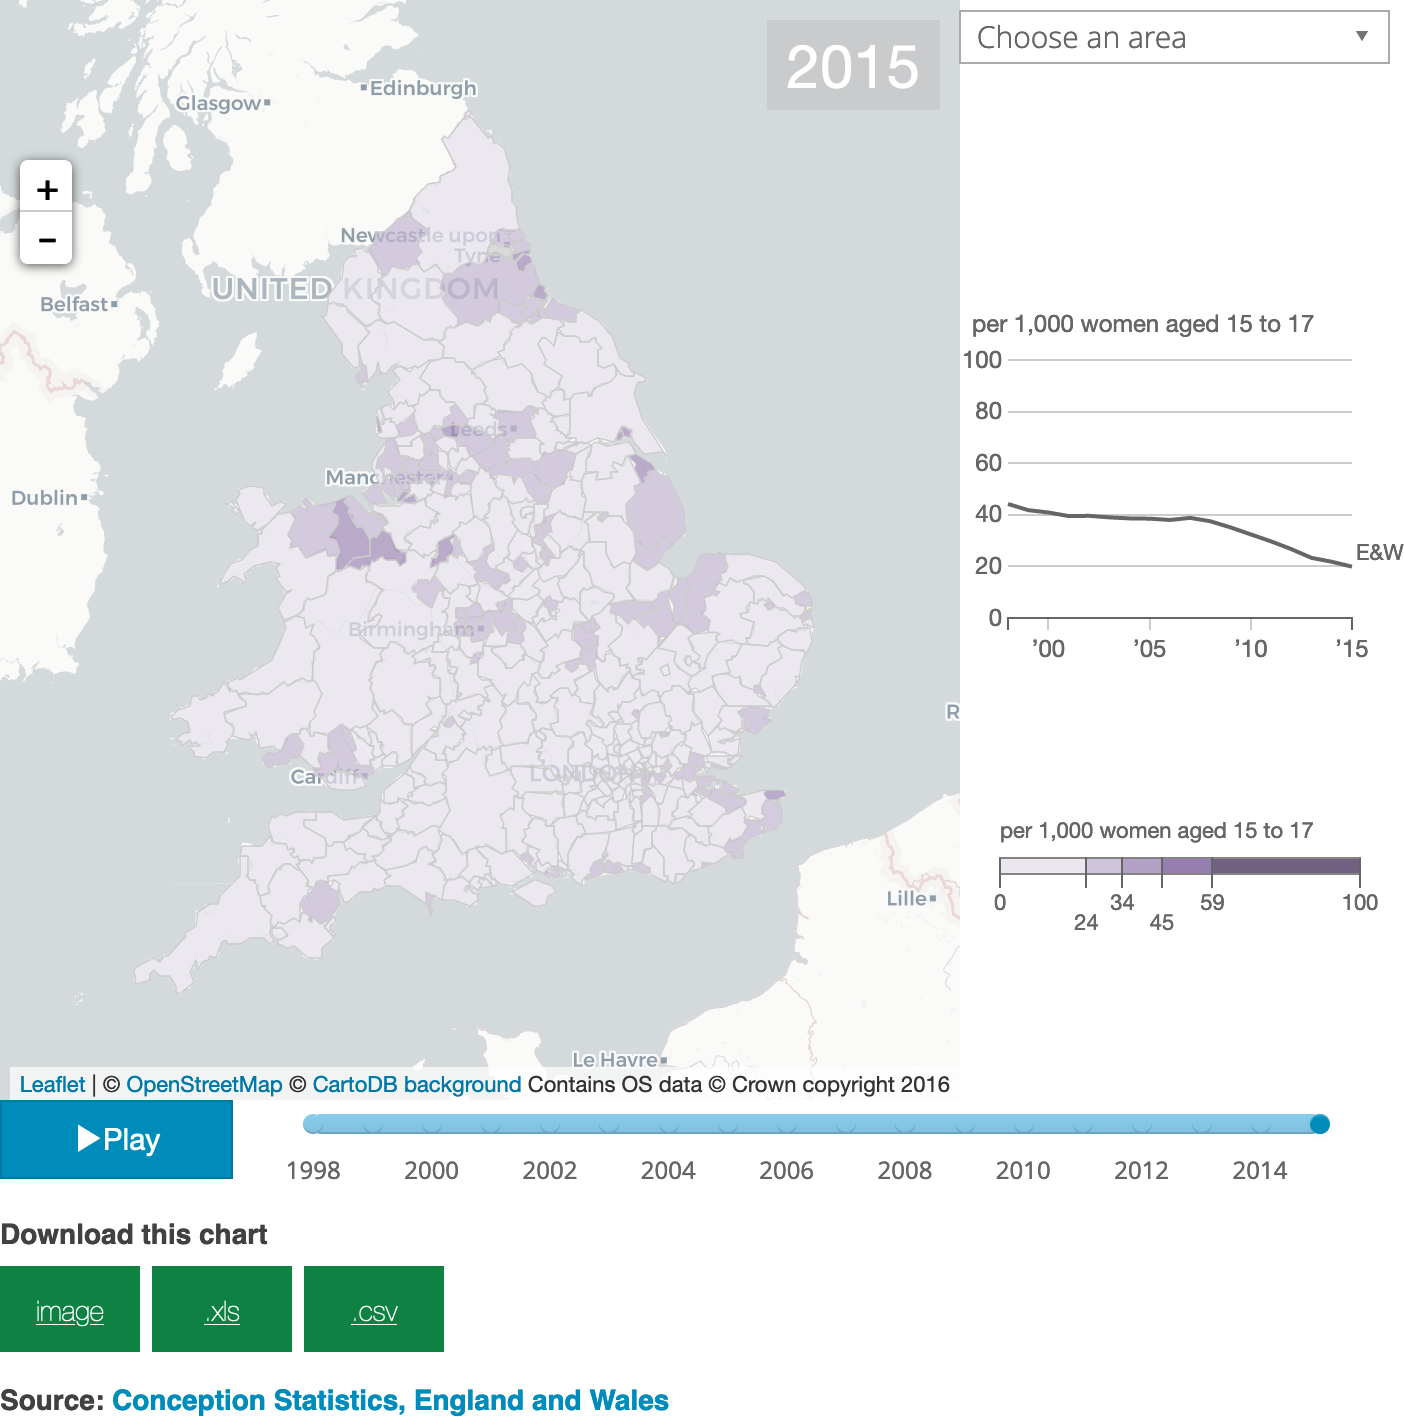 2015
Choose an area
Edinburgh
Glasgow
+
−
Newcastle upon
Tyne
UNITED KINGDOM
Belfast
Leeds
Manchester
Dublin
Birmingham
R
Cardiff
LONDON
Lille
Le Havre
per 1,000 women aged 15 to 17
100
80
60
40
E&W
20
0
’00 ’05 ’10 ’15
per 1,000 women aged 15 to 17
0 34 59 100
24 45
Leaflet | © OpenStreetMap © CartoDB background Contains OS data © Crown copyright 2016
Play
1998 2000 2002 2004 2006 2008 2010 2012 2014
Download this chart
image .xls .csv
Source: Conception Statistics, England and Wales